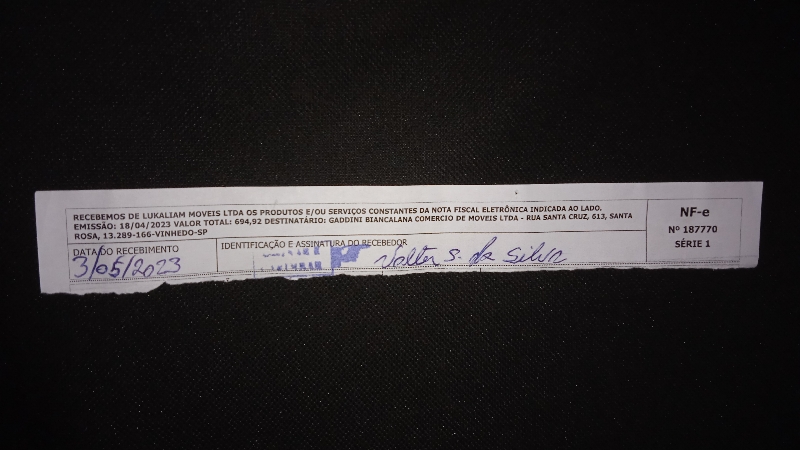 RECEBEMOS DE LUKALIAM MOVEIS LTDA OS PRODUTOS E/OU SERVIÇOS CONSTANTES DA NOTA FISCAL ELETRÔNICA INDICADA AO LADO.
EMISSÃO: 18/04/2023 VALOR TOTAL: 694,92 DESTINATÁRIO: GADDINI BIANCALANA COMERCIO DE MOVEIS LTDA - RUA SANTA CRUZ, 613, SANTA
ROSA, 13.289-166-VINHEDO-SP
NF-e
Nº 187770
SÉRIE 1
DATA DO RECEBIMENTO
3/05/2023
IDENTIFICAÇÃO E ASSINATURA DO RECEBEDOR
Valter S. da Silva